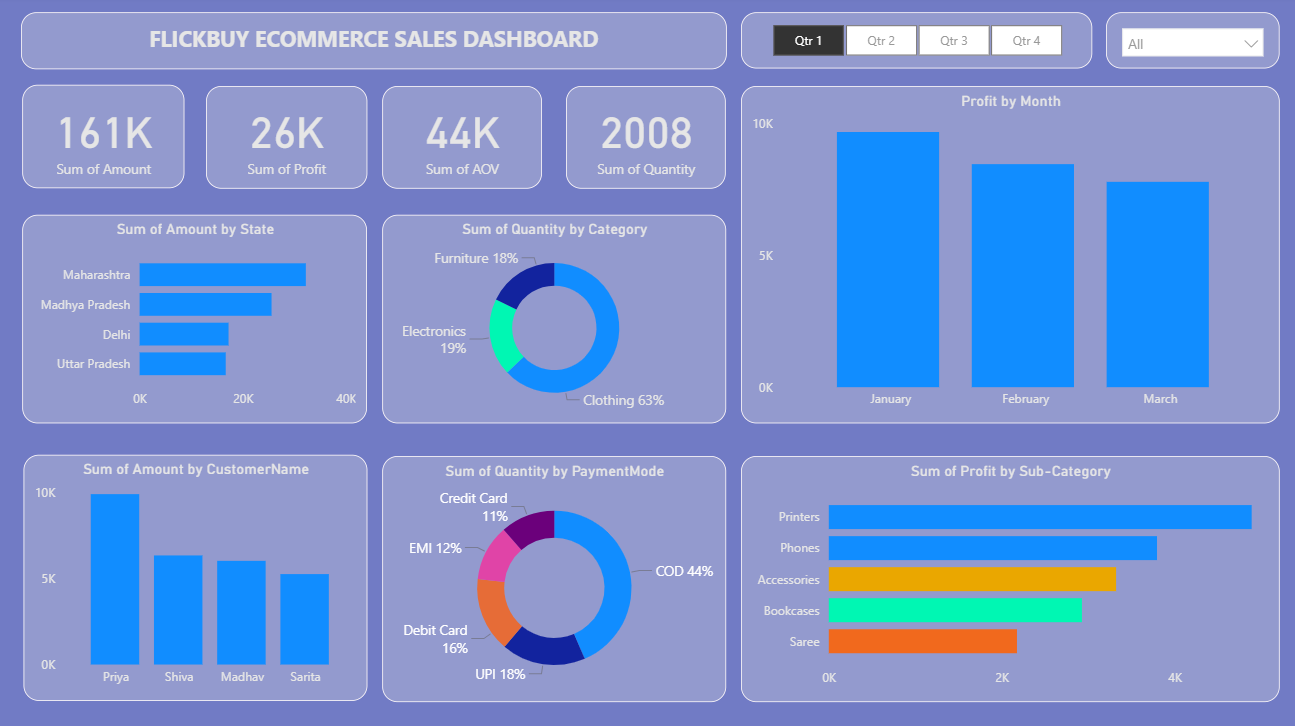 FLICKBUY ECOMMERCE SALES DASHBOARD
Qtr 1 Qtr 2 Qtr 3 Qtr 4
All
161K
Sum of Amount
26K
Sum of Profit
44K
Sum of AOV
2008
Sum of Quantity
Profit by Month
10K
5K
0K
January February March
Sum of Amount by State
Maharashtra
Madhya Pradesh
Delhi
Uttar Pradesh
0K 20K 40K
Sum of Quantity by Category
Furniture 18%
Electronics
19%
Clothing 63%
Sum of Amount by CustomerName
10K
5K
0K
Priya Shiva Madhav Sarita
Sum of Quantity by PaymentMode
Credit Card
11%
EMI 12%
COD 44%
Debit Card
16%
UPI 18%
Sum of Profit by Sub-Category
Printers
Phones
Accessories
Bookcases
Saree
0K 2K 4K